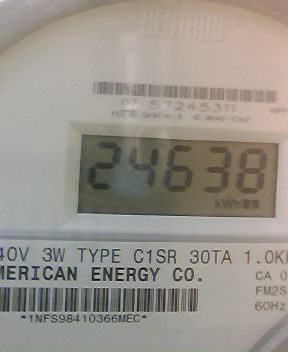 CENTRON
07 57245311
24638
kWh
40V 3W TYPE C1SR 30TA 1.0K
MERICAN ENERGY CO.
CA 0
FM2S
60Hz
*1NFS98410366MEC*